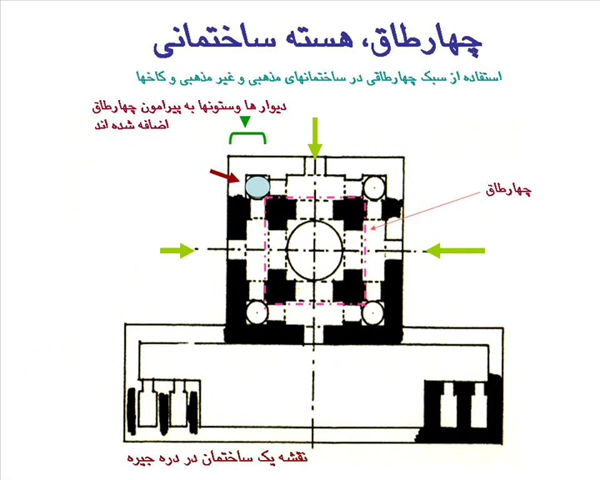 چهارطاق، هسته ساختمانی
استفاده از سبک چهارطاقی در ساختمانهای مذهبی و غیر مذهبی و کاخها
دیوار ها وستونها به پیرامون چهارطاق
اضافه شده اند
چهارطاق
نقشه یک ساختمان در دره جیره